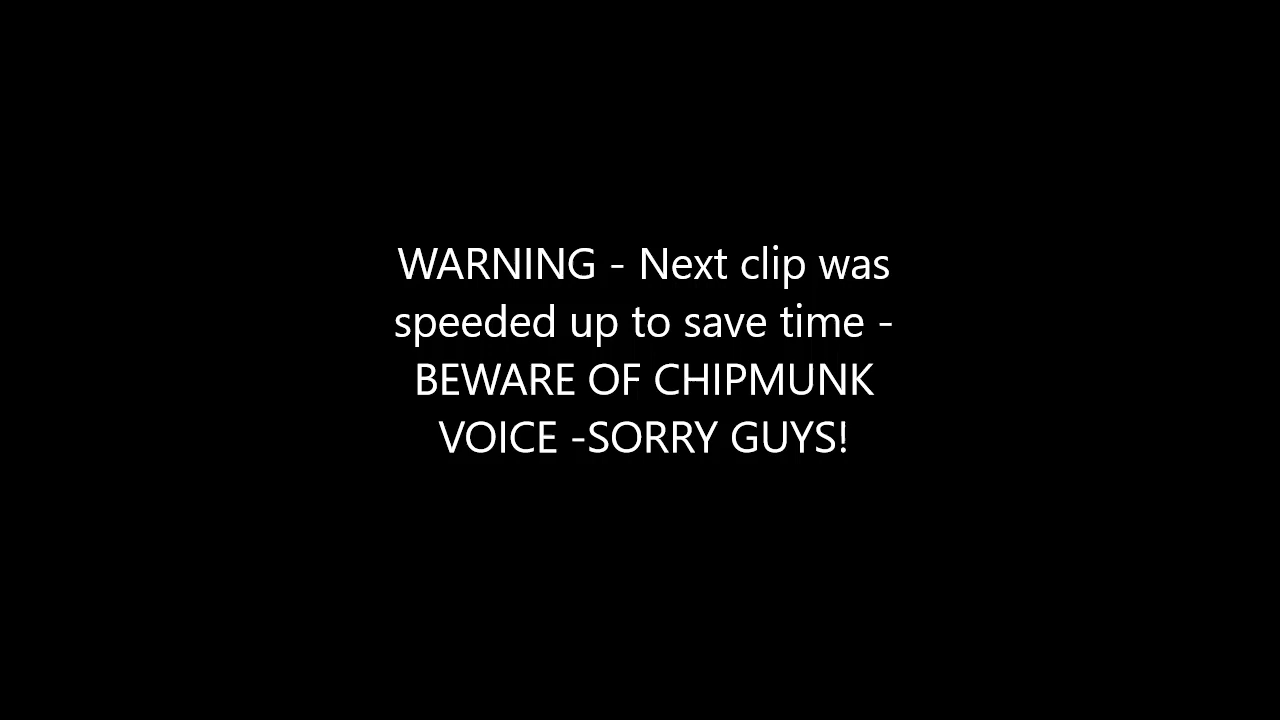 WARNING - Next clip was
speeded up to save time -
BEWARE OF CHIPMUNK
VOICE -SORRY GUYS!